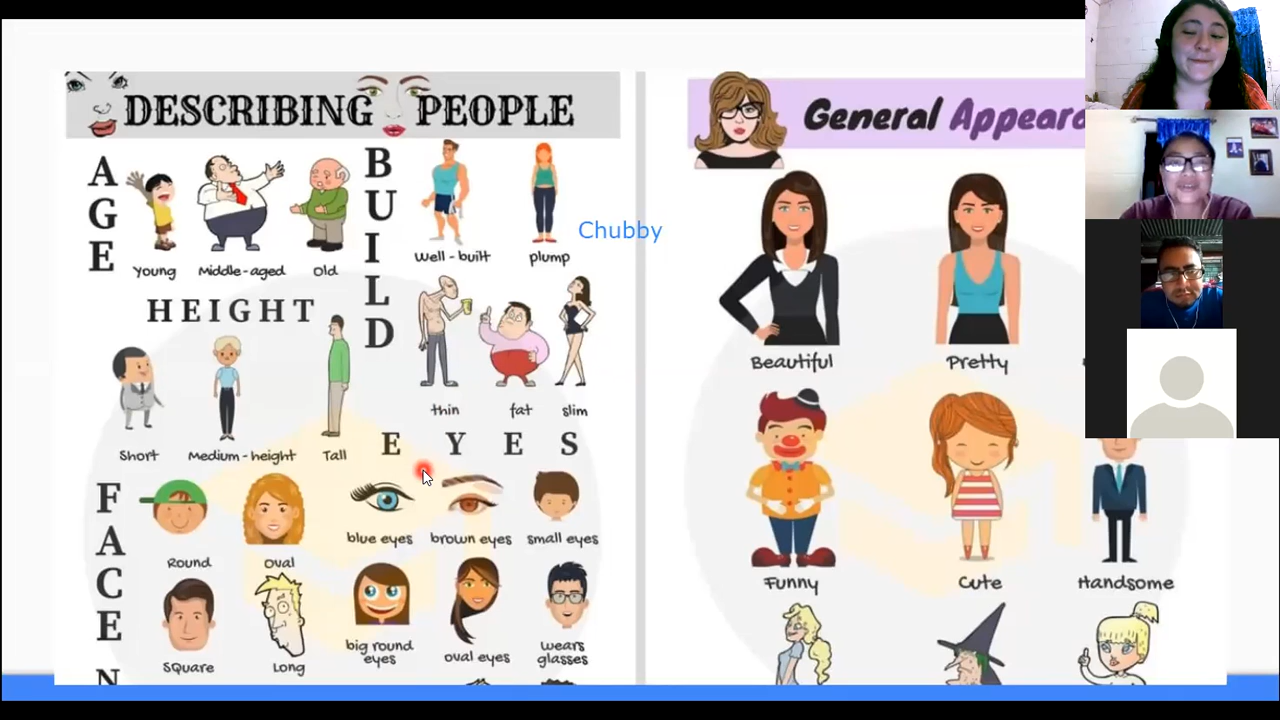 DESCRIBING PEOPLE
AGE
Young
Middle-aged
Old
BUILD
Well-built
plump
Chubby
thin
fat
slim
HEIGHT
Short
Medium-height
Tall
EYES
blue eyes
brown eyes
small eyes
big round
eyes
oval eyes
wears
glasses
FACE
Round
Oval
SQuare
Long
N
General Appeara
Beautiful
Pretty
Funny
Cute
Handsome